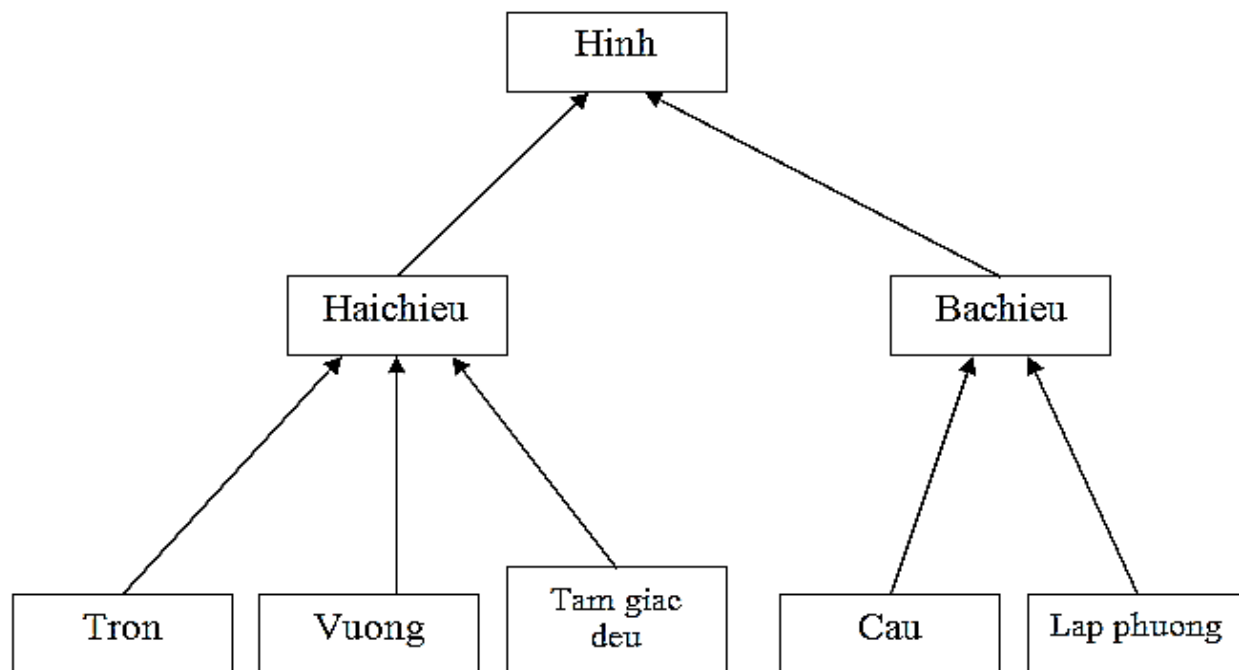 Hinh
Haichieu
Bachieu
Tron
Vuong
Tam giac
deu
Cau
Lap phuong